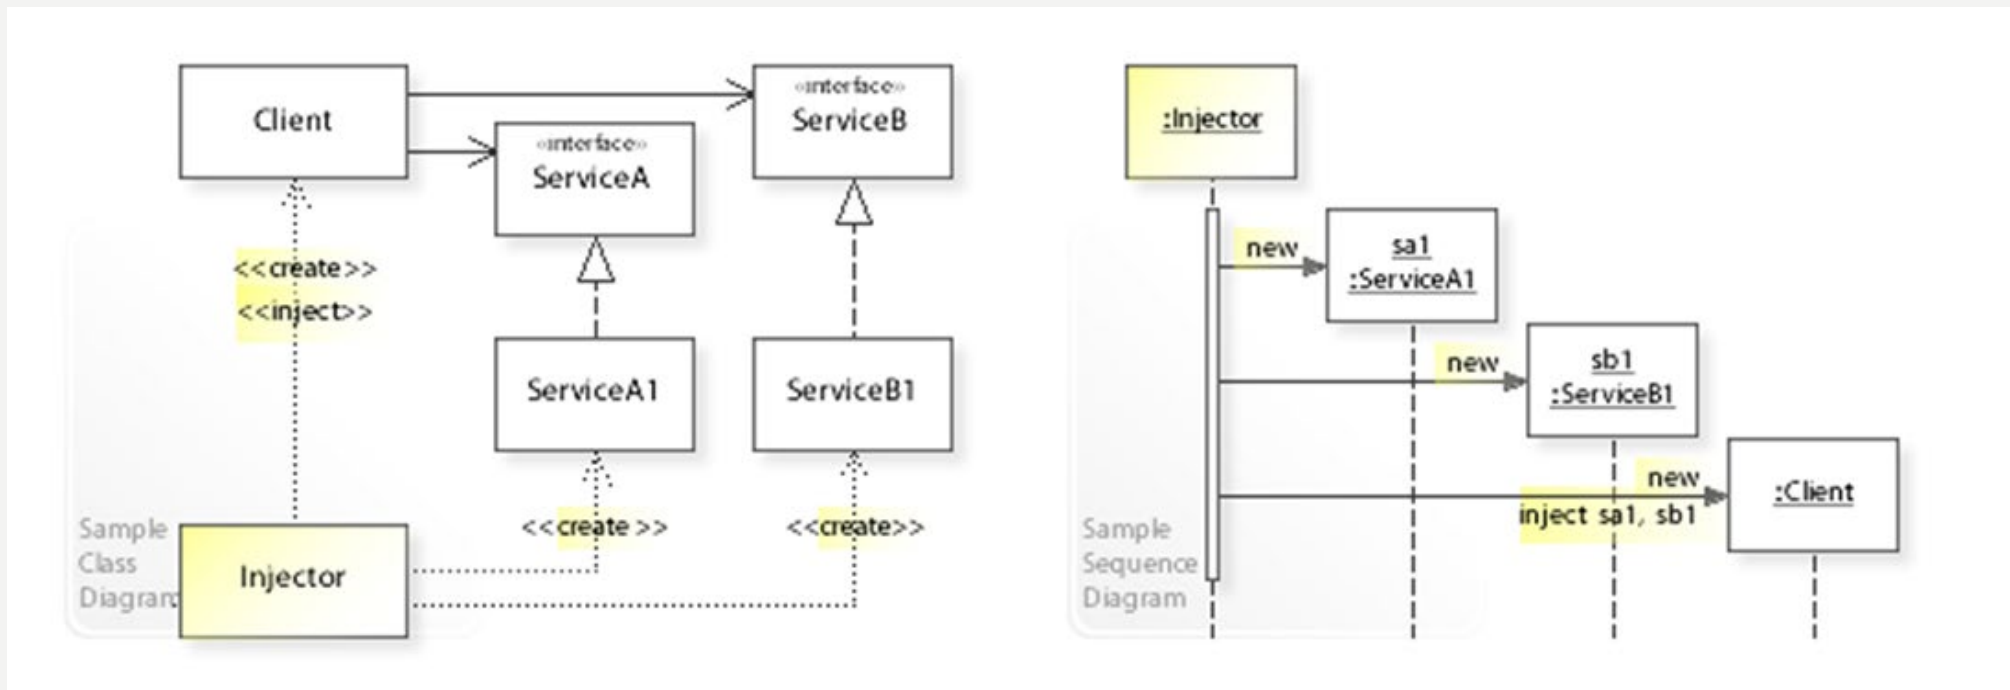 Client
«interface»
ServiceA
«interface»
ServiceB
<<create>>
<<inject>>
ServiceA1
ServiceB1
<<create >>
<<create>>
Injector
Sample
Class
Diagram
:Injector
new
sa1
:ServiceA1
new
sb1
:ServiceB1
new
inject sa1, sb1
:Client
Sample
Sequence
Diagram